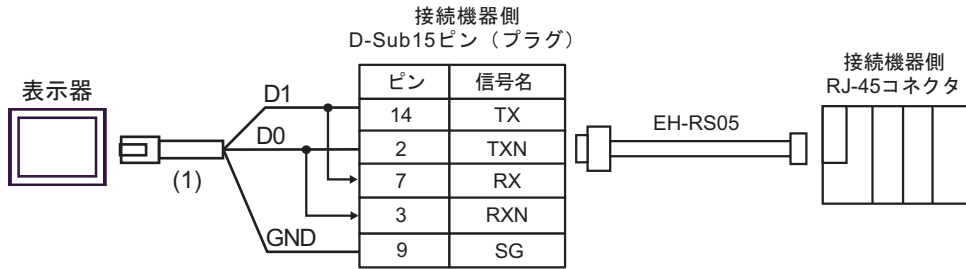 接続機器側
D-Sub15ピン（プラグ）
接続機器側
RJ-45コネクタ
表示器
ピン 信号名
D1
14 TX
EH-RS05
D0
2 TXN
(1)
7 RX
3 RXN
GND
9 SG